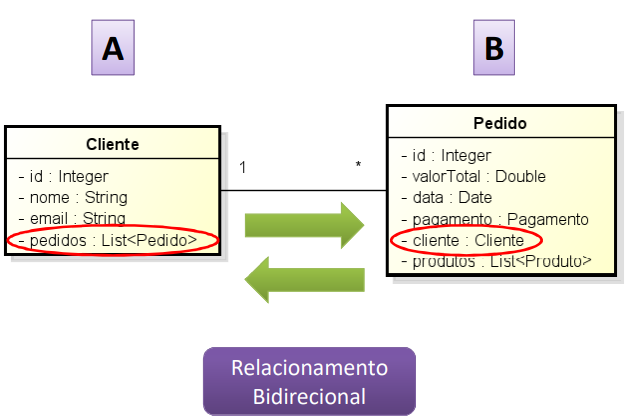 A
B
Cliente
- id : Integer
- nome : String
- email : String
- pedidos : List<Pedido>
1
*
Pedido
- id : Integer
- valorTotal : Double
- data : Date
- pagamento : Pagamento
- cliente : Cliente
- produtos : List<Produto>
Relacionamento
Bidirecional